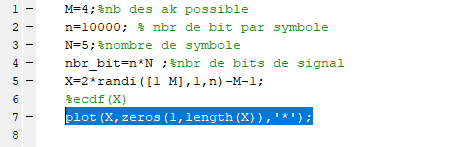 1 – M=4;%nb des ak possible
2 – n=10000; % nbr de bit par symbole
3 – N=5;%nombre de symbole
4 – nbr_bit=n*N ;%nbr de bits de signal
5 – X=2*randi([1 M],1,n)-M-1;
6 %ecdf(X)
7 – plot(X,zeros(1,length(X)),'*');
8